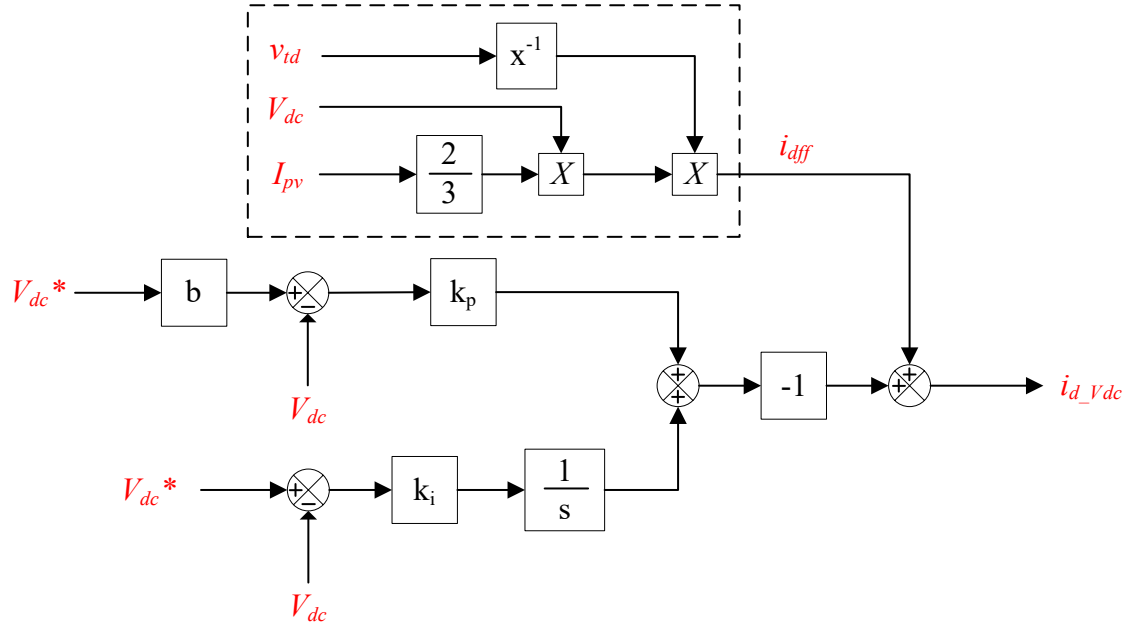 v_td
x^-1
V_dc
i_dff
I_pv
2
3
X
X
V_dc*
b
+
−
k_p
V_dc
+
+
-1
+
+
i_d_Vdc
V_dc*
+
−
k_i
1
s
V_dc